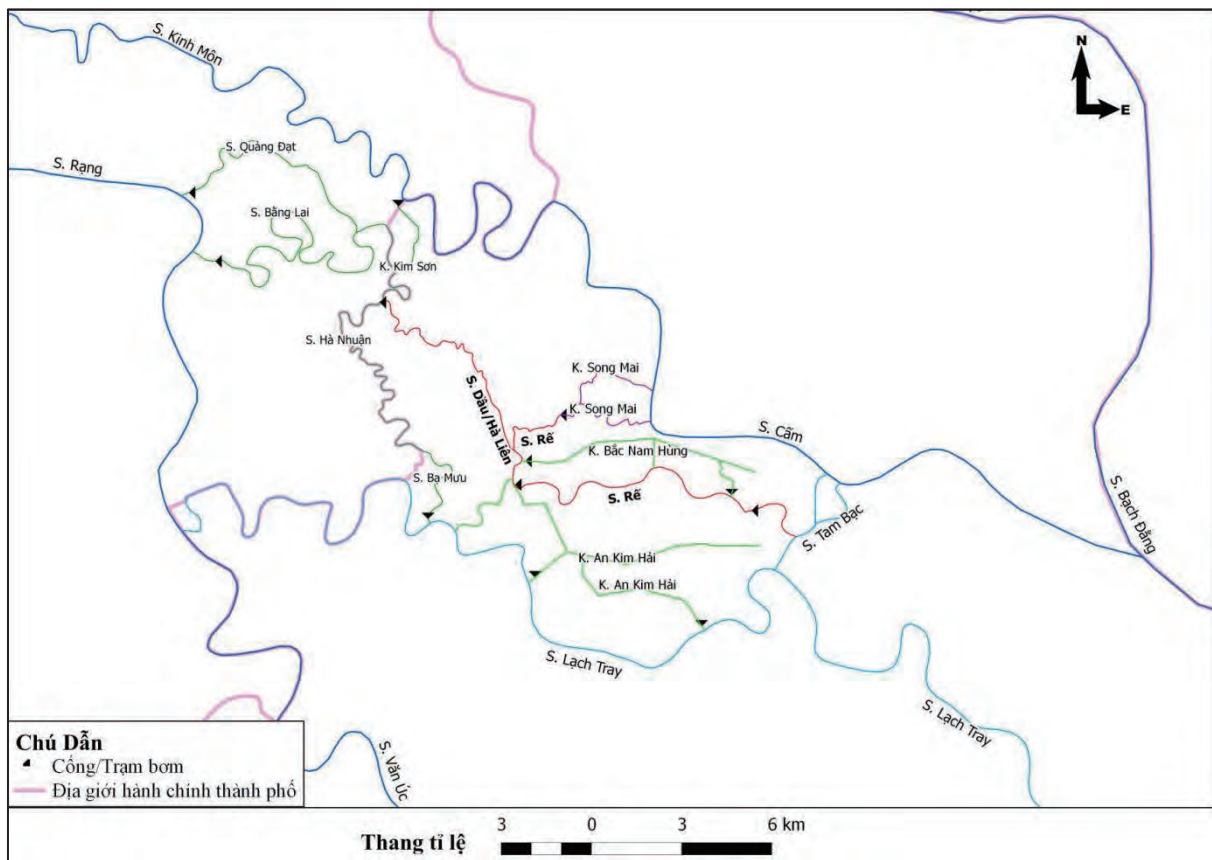 S. Kinh Môn
N
E
S. Rạng
S. Quảng Đạt
S. Bằng Lai
K. Kim Sơn
S. Hà Nhuận
S. Dầu/Hà Liên
K. Song Mai
K. Song Mai
S. Rế
S. Cấm
K. Bắc Nam Hùng
S. Ba Mưu
S. Rế
S. Bạch Đằng
S. Tam Bạc
K. An Kim Hải
K. An Kim Hải
S. Lạch Tray
S. Lạch Tray
S. Văn Úc
Chú Dẫn
Cống/Trạm bơm
Địa giới hành chính thành phố
Thang tỉ lệ
3 0 3 6 km